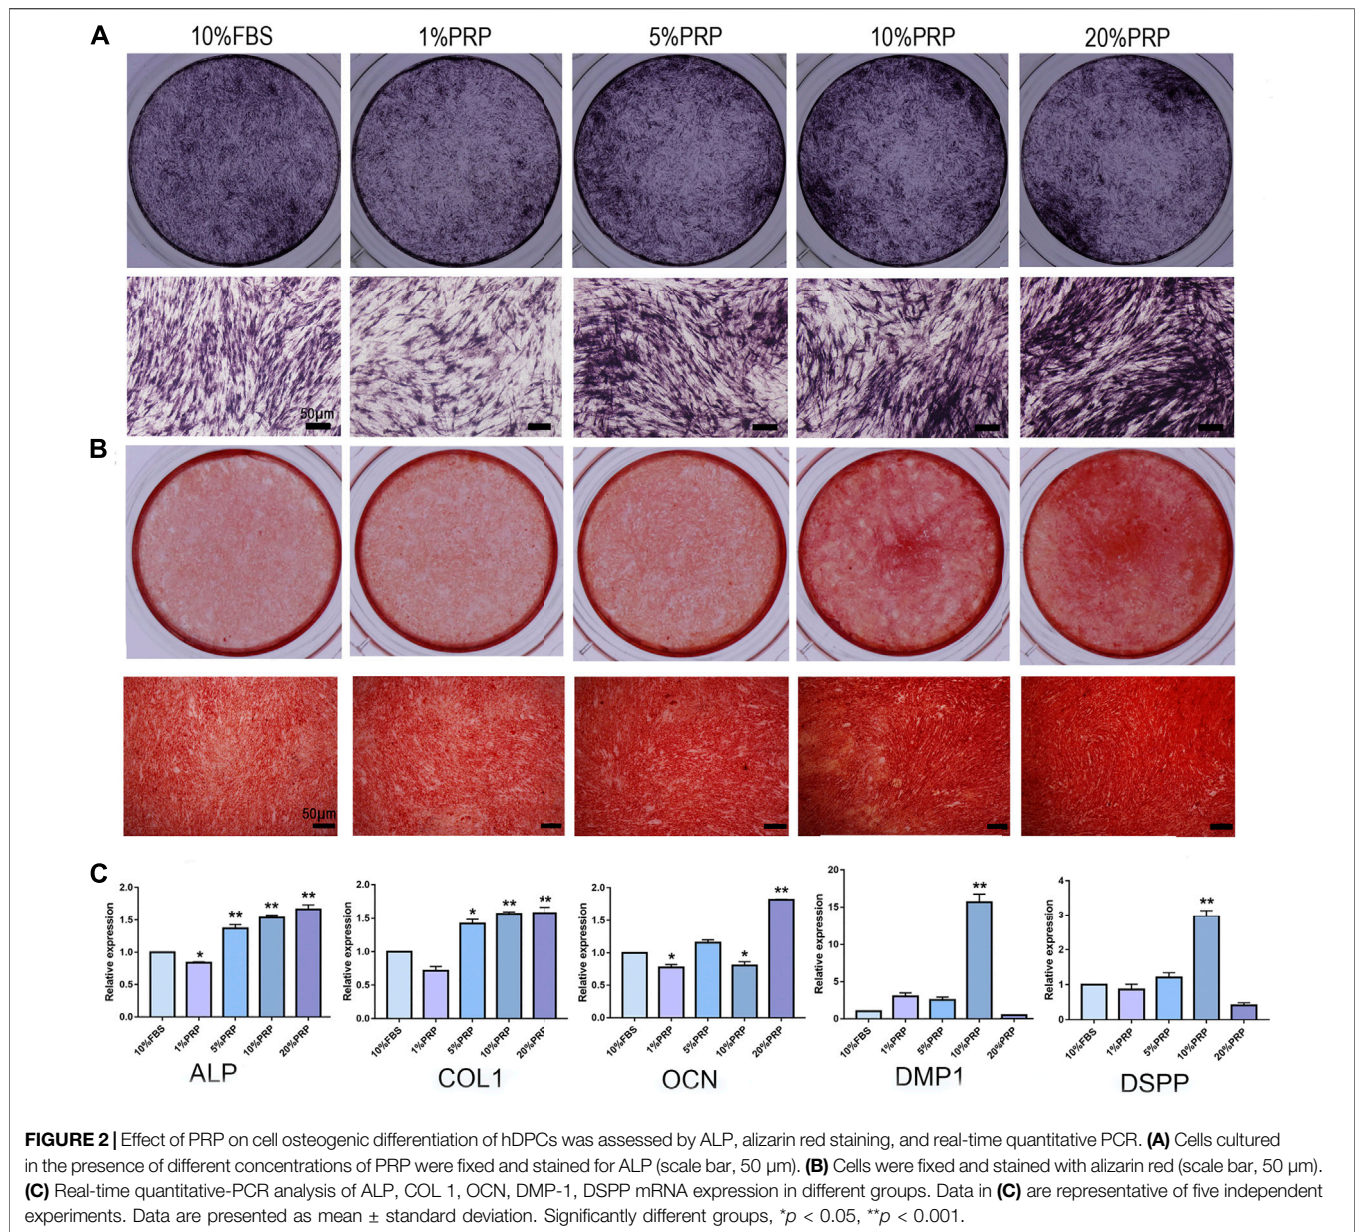 A
10%FBS 1%PRP 5%PRP 10%PRP 20%PRP
50µm
B
50µm
C
Relative expression
2.0
1.5
1.0
0.5
0.0
* ** ** **
10%FBS 1%PRP 5%PRP 10%PRP 20%PRP
ALP
Relative expression
2.0
1.5
1.0
0.5
0.0
* ** **
10%FBS 1%PRP 5%PRP 10%PRP 20%PRP
COL1
Relative expression
2.0
1.5
1.0
0.5
0.0
* * **
10%FBS 1%PRP 5%PRP 10%PRP 20%PRP
OCN
Relative expression
20
15
10
5
0
**
10%FBS 1%PRP 5%PRP 10%PRP 20%PRP
DMP1
Relative expression
4
3
2
1
0
**
10%FBS 1%PRP 5%PRP 10%PRP 20%PRP
DSPP
FIGURE 2 | Effect of PRP on cell osteogenic differentiation of hDPCs was assessed by ALP, alizarin red staining, and real-time quantitative PCR. (A) Cells cultured
in the presence of different concentrations of PRP were fixed and stained for ALP (scale bar, 50 µm). (B) Cells were fixed and stained with alizarin red (scale bar, 50 µm).
(C) Real-time quantitative-PCR analysis of ALP, COL 1, OCN, DMP-1, DSPP mRNA expression in different groups. Data in (C) are representative of five independent
experiments. Data are presented as mean ± standard deviation. Significantly different groups, *p < 0.05, **p < 0.001.